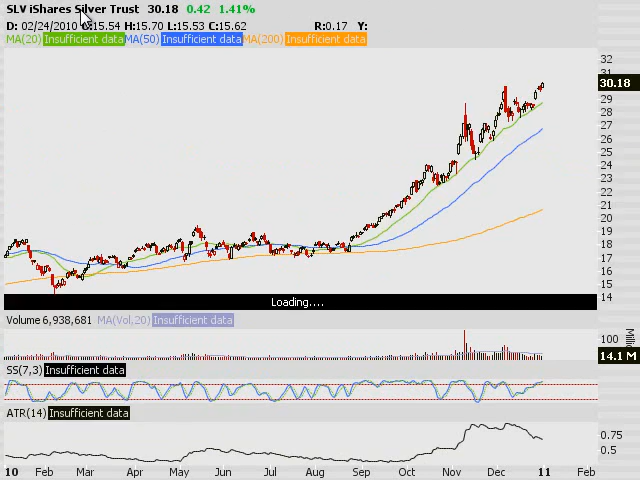 SLV iShares Silver Trust 30.18 0.42 1.41%
D: 02/24/2010 O:15.54 H:15.70 L:15.53 C:15.62 R:0.17 Y:
MA(20) Insufficient data MA(50) Insufficient data MA(200) Insufficient data
32
31
30.18
29
28
27
26
25
24
23
22
21
20
19
18
17
16
15
14
Loading....
Volume 6,938,681 MA(Vol,20) Insufficient data
100
14.1 M
SS(7,3) Insufficient data
ATR(14) Insufficient data
0.75
0.5
10 Feb Mar Apr May Jun Jul Aug Sep Oct Nov Dec 11 Feb